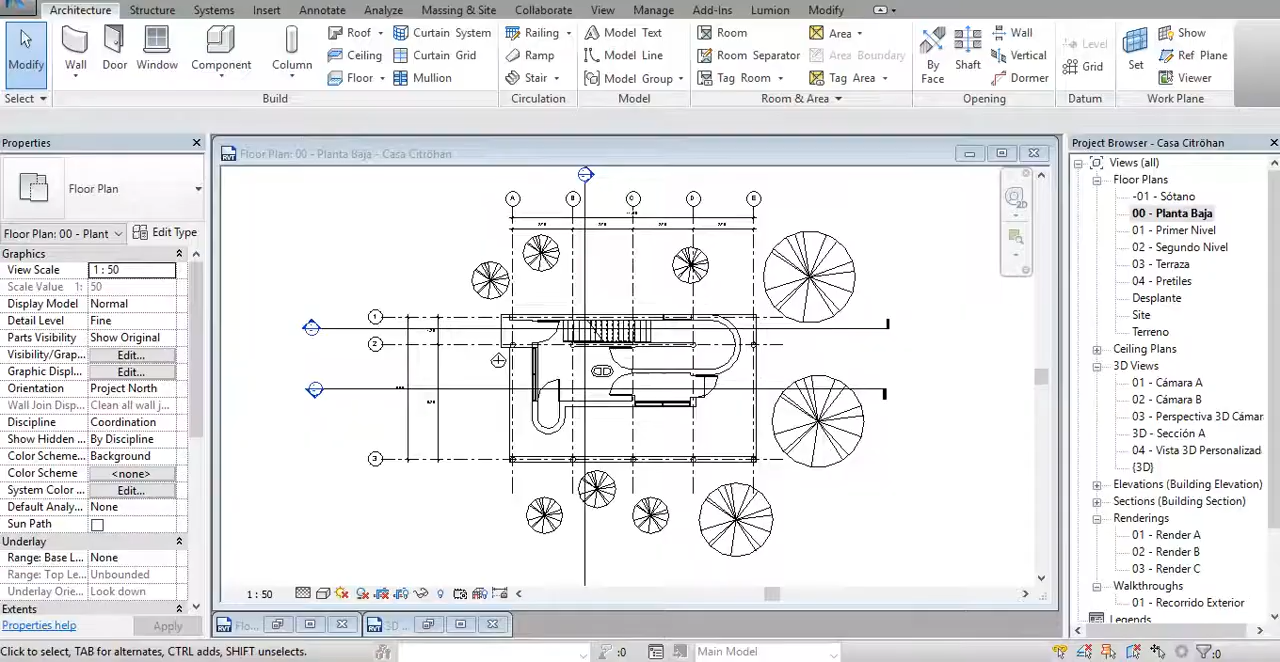 Architecture Structure Systems Insert Annotate Analyze Massing & Site Collaborate View Manage Add-Ins Lumion Modify
Modify
Wall
Door
Window
Component
Column
Roof
Ceiling
Floor
Curtain System
Curtain Grid
Mullion
Railing
Ramp
Stair
Model Text
Model Line
Model Group
Room
Room Separator
Tag Room
Area
Area Boundary
Tag Area
By
Face
Shaft
Wall
Vertical
Dormer
Level
Grid
Set
Show
Ref Plane
Viewer
Select
Build
Circulation
Model
Room & Area
Opening
Datum
Work Plane
Properties
Floor Plan
Floor Plan: 00 - Plant
Edit Type
Graphics
View Scale 1 : 50
Scale Value 1: 50
Display Model Normal
Detail Level Fine
Parts Visibility Show Original
Visibility/Grap... Edit...
Graphic Displ... Edit...
Orientation Project North
Wall Join Disp... Clean all wall j...
Discipline Coordination
Show Hidden ... By Discipline
Color Scheme ... Background
Color Scheme <none>
System Color ... Edit...
Default Analy... None
Sun Path
Underlay
Range: Base L... None
Range: Top Le... Unbounded
Underlay Orie... Look down
Extents
Properties help
Apply
RVT Floor Plan: 00 - Planta Baja - Casa Citröhan
A B C D
1
2
3
2D
1 : 50
RVT Flo...
RVT 3D ...
Project Browser - Casa Citröhan
Views (all)
Floor Plans
-01 - Sótano
00 - Planta Baja
01 - Primer Nivel
02 - Segundo Nivel
03 - Terraza
04 - Pretiles
Desplante
Site
Terreno
Ceiling Plans
3D Views
01 - Cámara A
02 - Cámara B
03 - Perspectiva 3D Cámar
3D - Sección A
04 - Vista 3D Personalizad
{3D}
Elevations (Building Elevation)
Sections (Building Section)
Renderings
01 - Render A
02 - Render B
03 - Render C
Walkthroughs
01 - Recorrido Exterior
Legends
Click to select, TAB for alternates, CTRL adds, SHIFT unselects.
:0
Main Model
:0